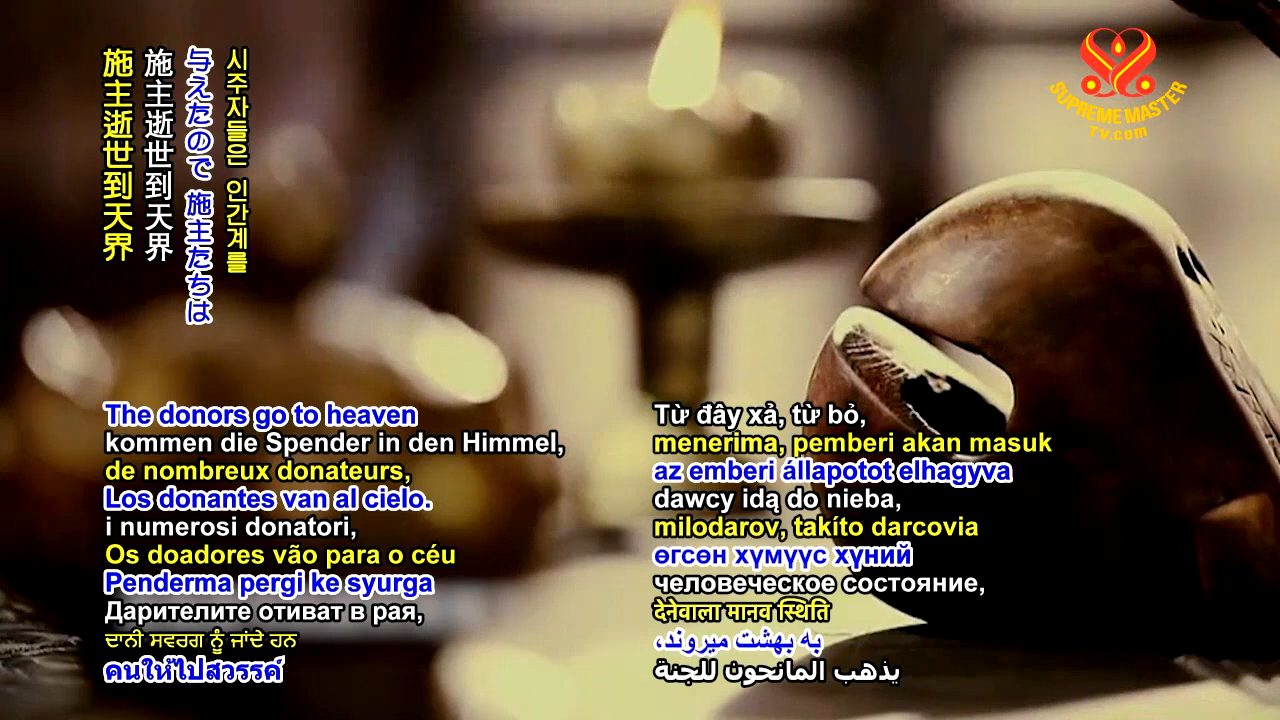 施主逝世到天界
施主逝世到天界
与えたので 施主たちは
시주자들은 인간계를
SUPREME MASTER
TV.com
The donors go to heaven
kommen die Spender in den Himmel,
de nombreux donateurs,
Los donantes van al cielo.
i numerosi donatori,
Os doadores vão para o céu
Penderma pergi ke syurga
Дарителите отиват в рая,
ਦਾਨੀ ਸਵਰਗ ਨੂੰ ਜਾਂਦੇ ਹਨ
คนให้ไปสวรรค์
Từ đây xả, từ bỏ,
menerima, pemberi akan masuk
az emberi állapotot elhagyva
dawcy idą do nieba,
milodarov, takíto darcovia
өгсөн хүмүүс хүний
человеческое состояние,
देनेवाला मानव स्थिति
به بهشت میروند،
يذهب المانحون للجنة